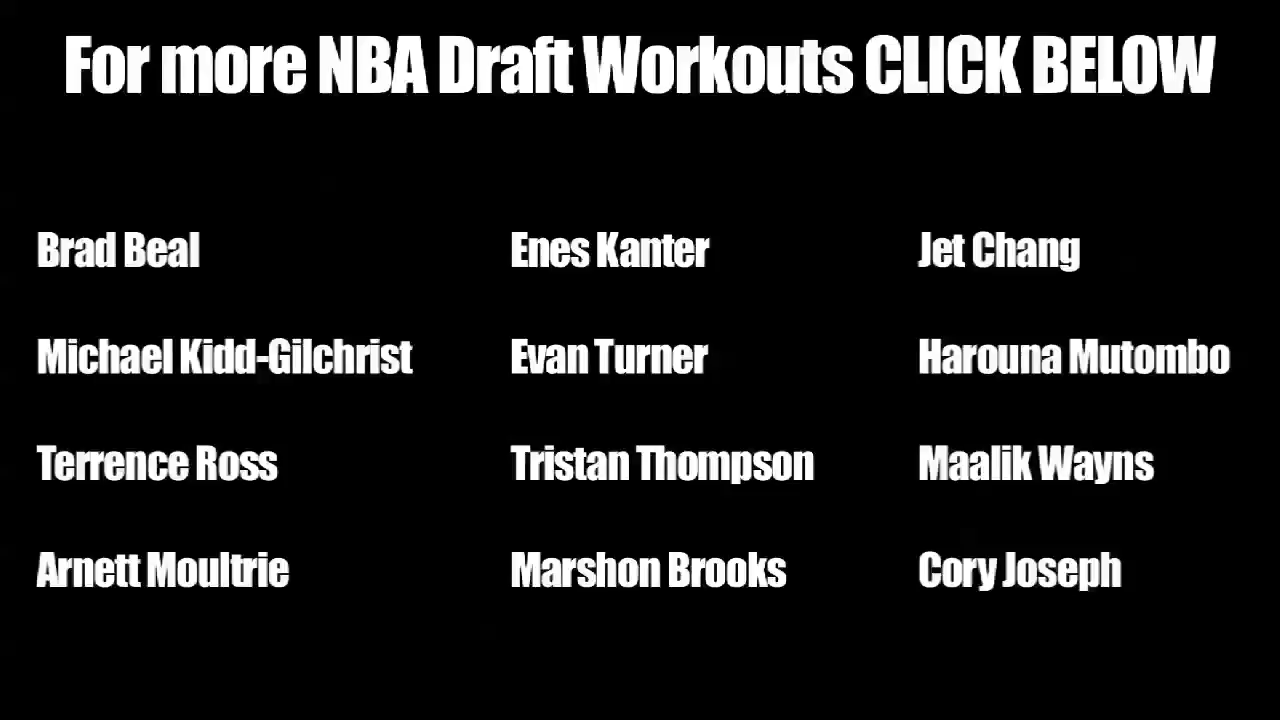 For more NBA Draft Workouts CLICK BELOW
Brad Beal
Enes Kanter
Jet Chang
Michael Kidd-Gilchrist
Evan Turner
Harouna Mutombo
Terrence Ross
Tristan Thompson
Maalik Wayns
Arnett Moultrie
Marshon Brooks
Cory Joseph